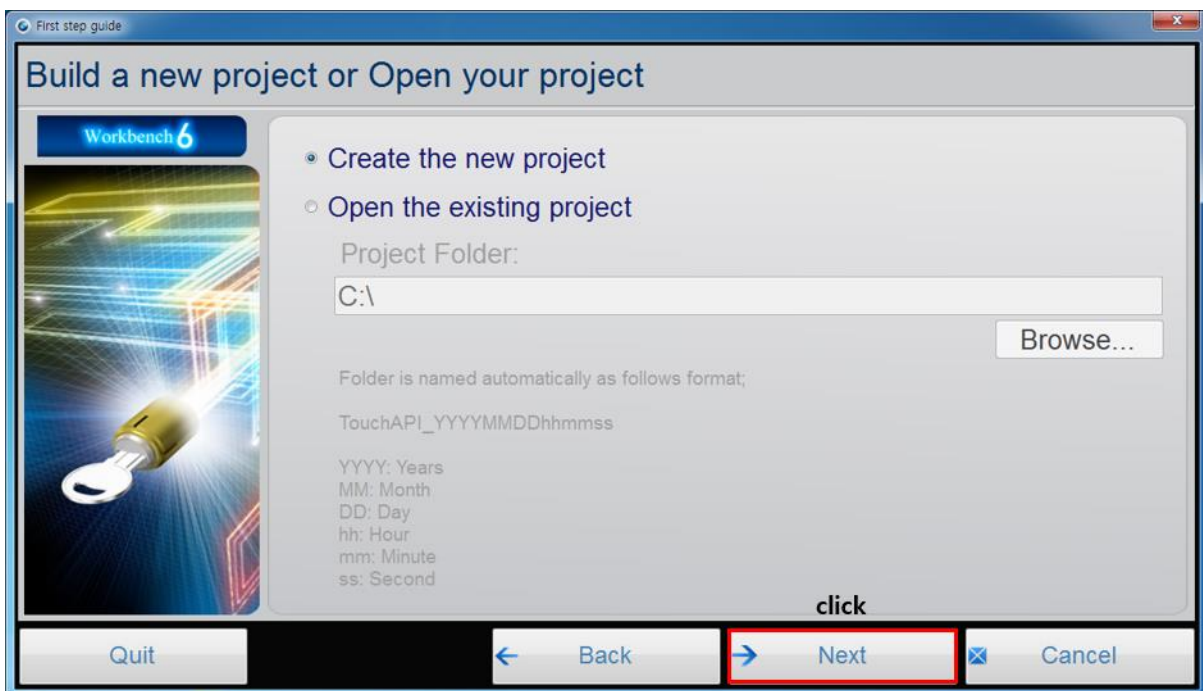 First step guide
Build a new project or Open your project
Workbench 6
Create the new project
Open the existing project
Project Folder:
C:\
Browse...
Folder is named automatically as follows format;
TouchAPI_YYYYMMDDhhmmss
YYYY: Years
MM: Month
DD: Day
hh: Hour
mm: Minute
ss: Second
click
Quit
Back
Next
Cancel